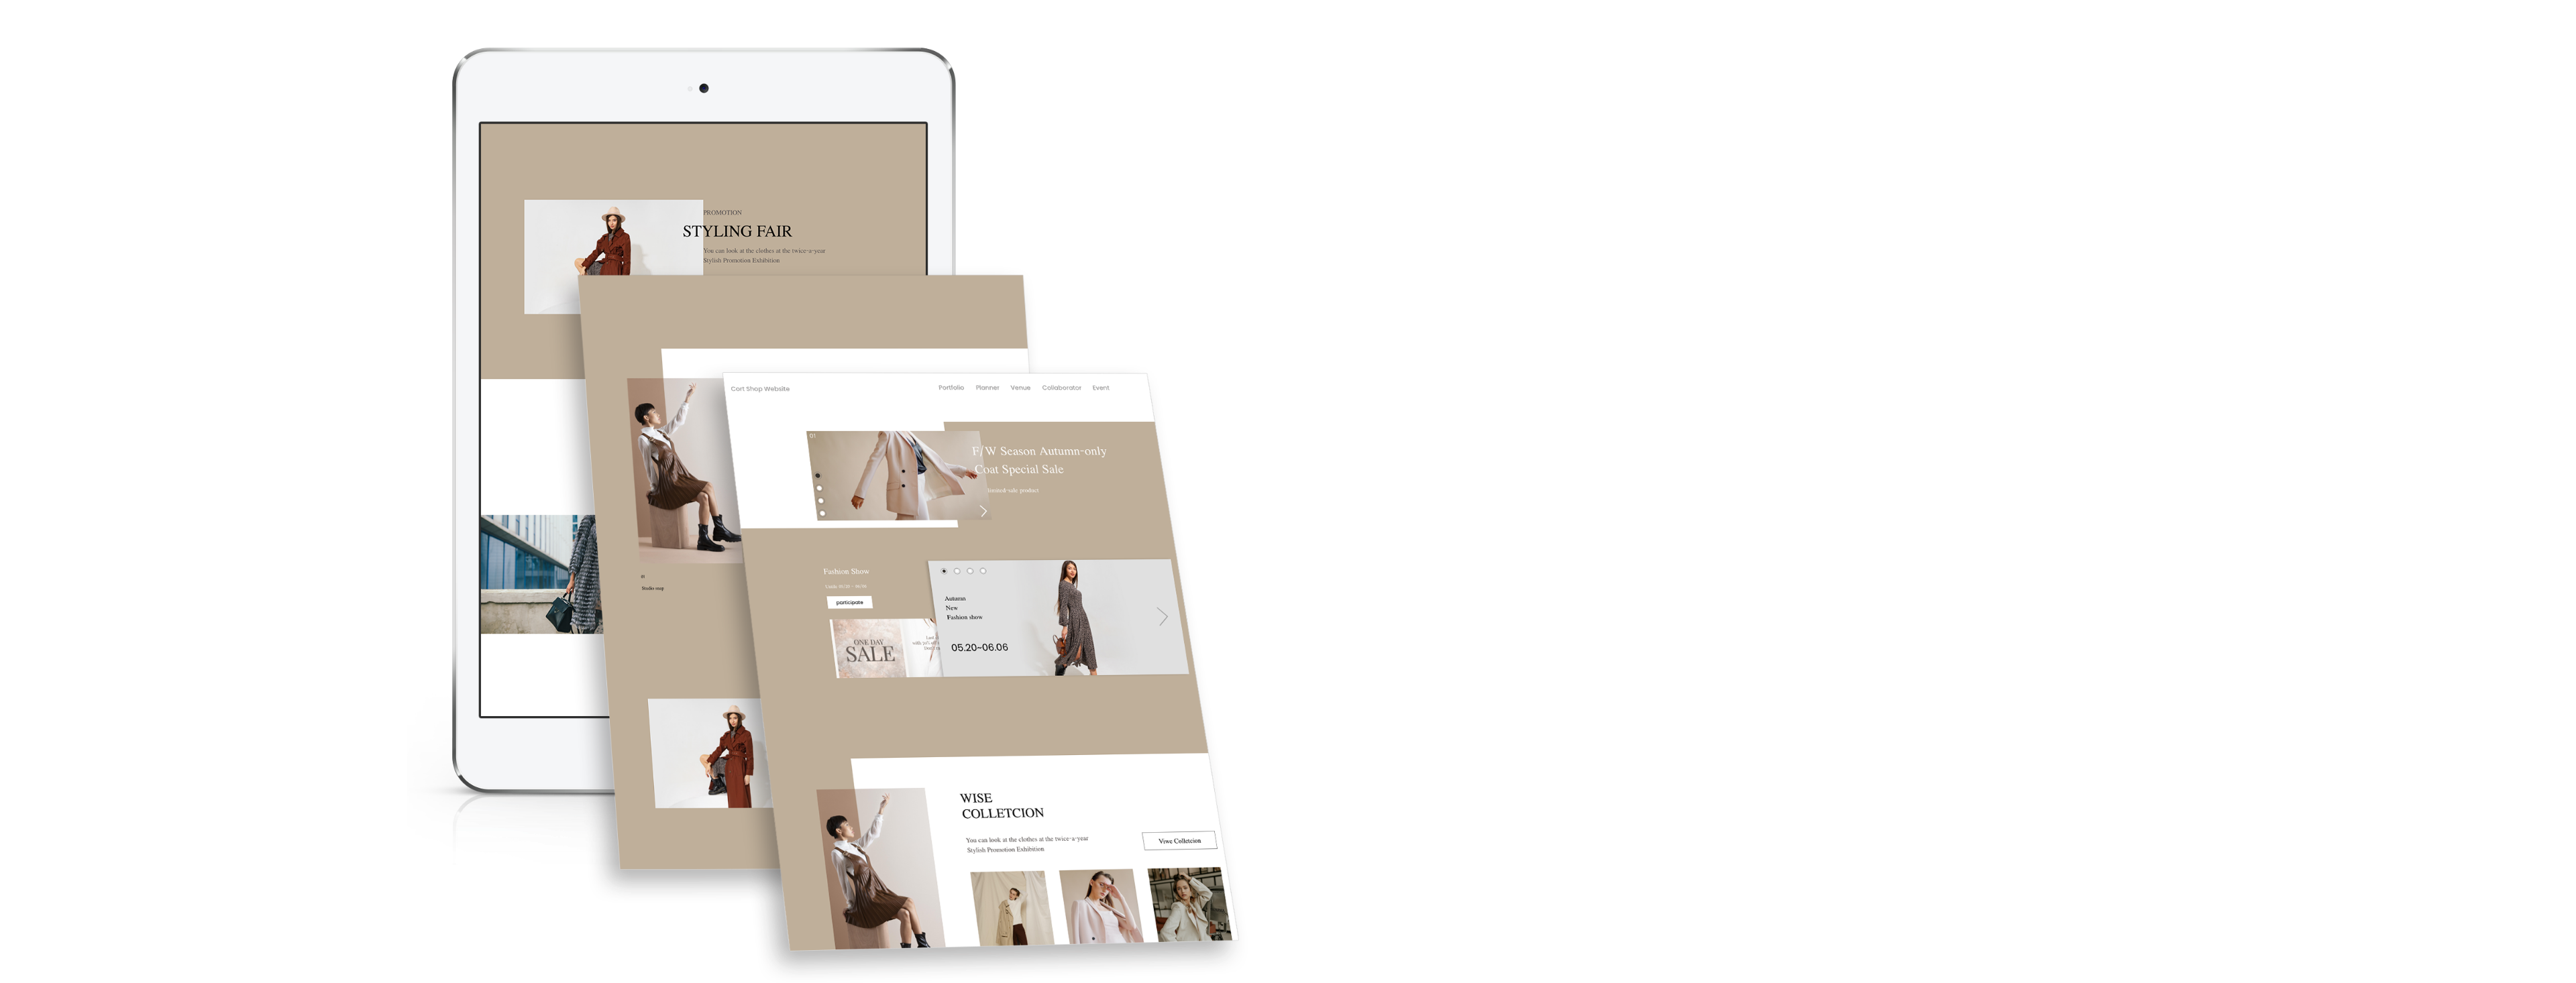 PROMOTION
STYLING FAIR
You can look at the clothes at the twice-a-year
Stylish Promotion Exhibition
01
Studio snap
Cart Shop Website
Portfolio Planner Venue Collaborator Event
01
F/W Season Autumn-only
Coat Special Sale
limited-sale product
Fashion Show
participate
ONE DAY
SALE
Autumn
New
Fashion show
05.20~06.06
WISE
COLLETCION
You can look at the clothes at the twice-a-year
Stylish Promotion Exhibition
Viwe Colletcion